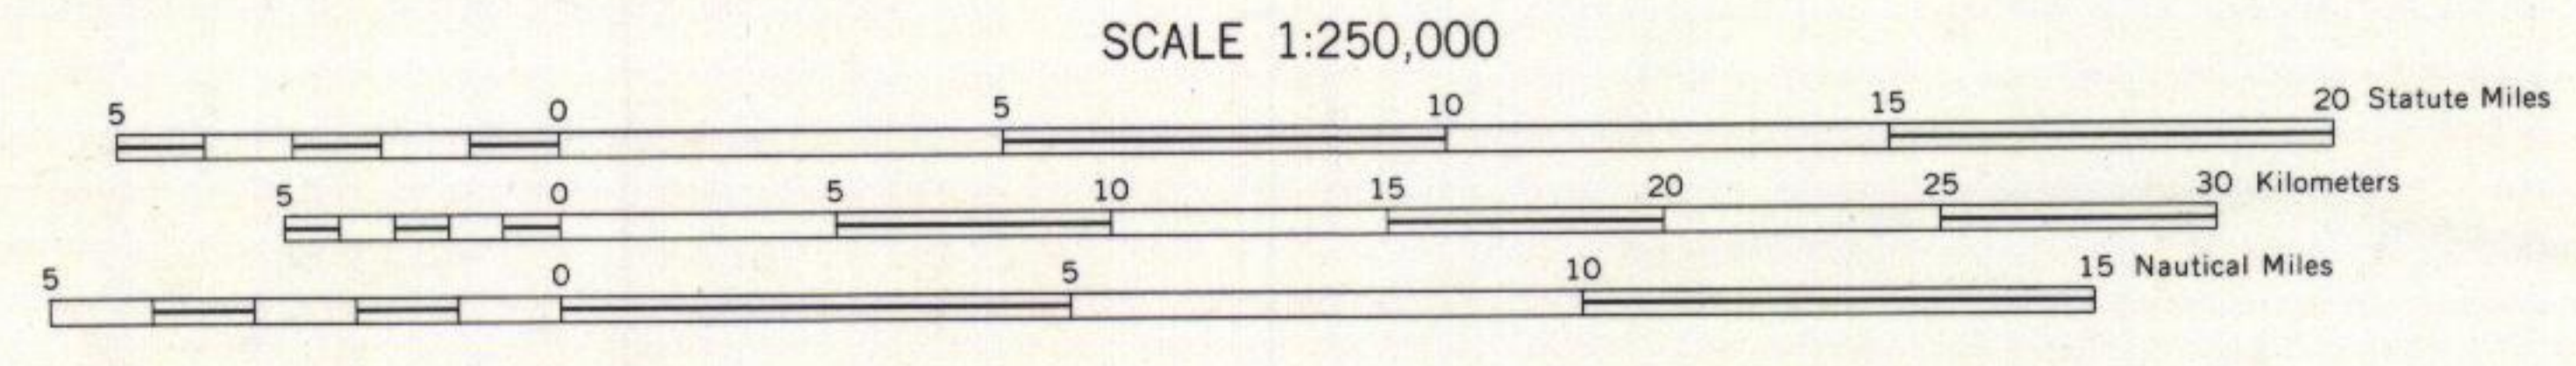 SCALE 1:250,000
5 0 5 10 15 20 Statute Miles
5 0 5 10 15 20 25 30 Kilometers
5 0 5 10 15 Nautical Miles